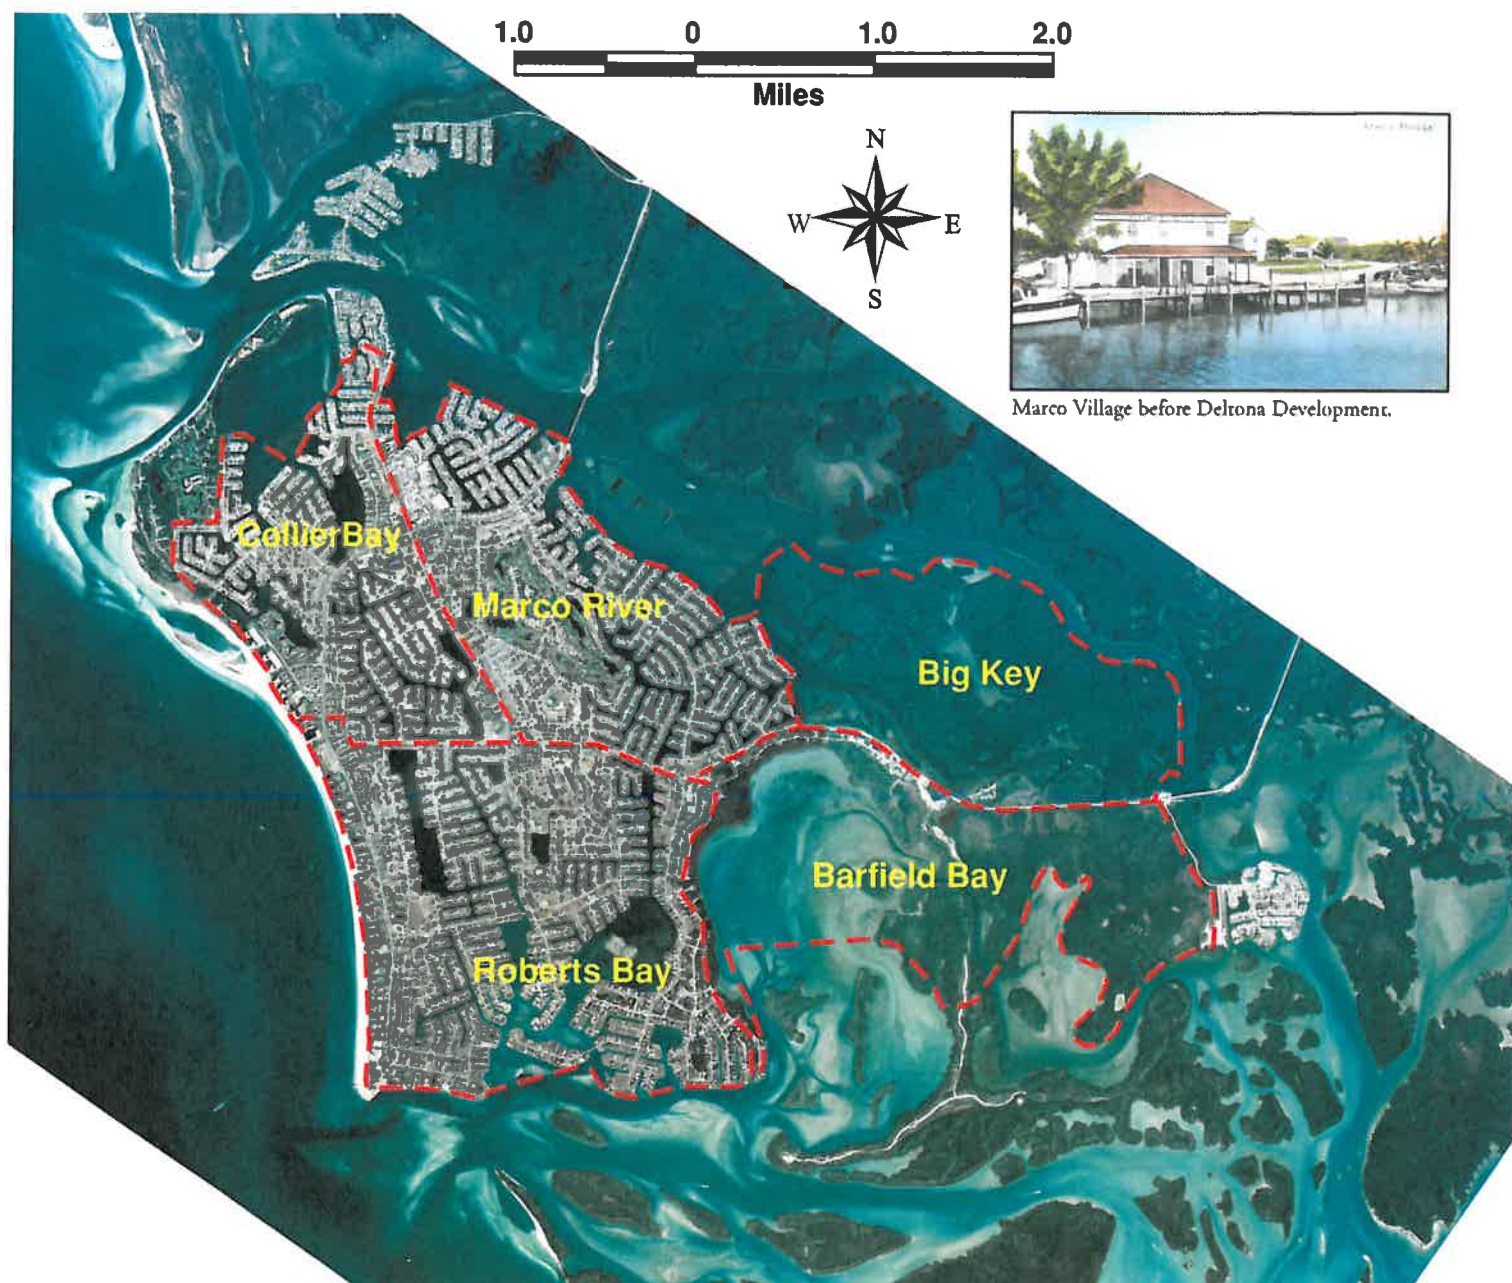 1.0 0 1.0 2.0
Miles
N
W E
S
Marco Village before Deltona Development.
Collier Bay
Marco River
Big Key
Barfield Bay
Roberts Bay